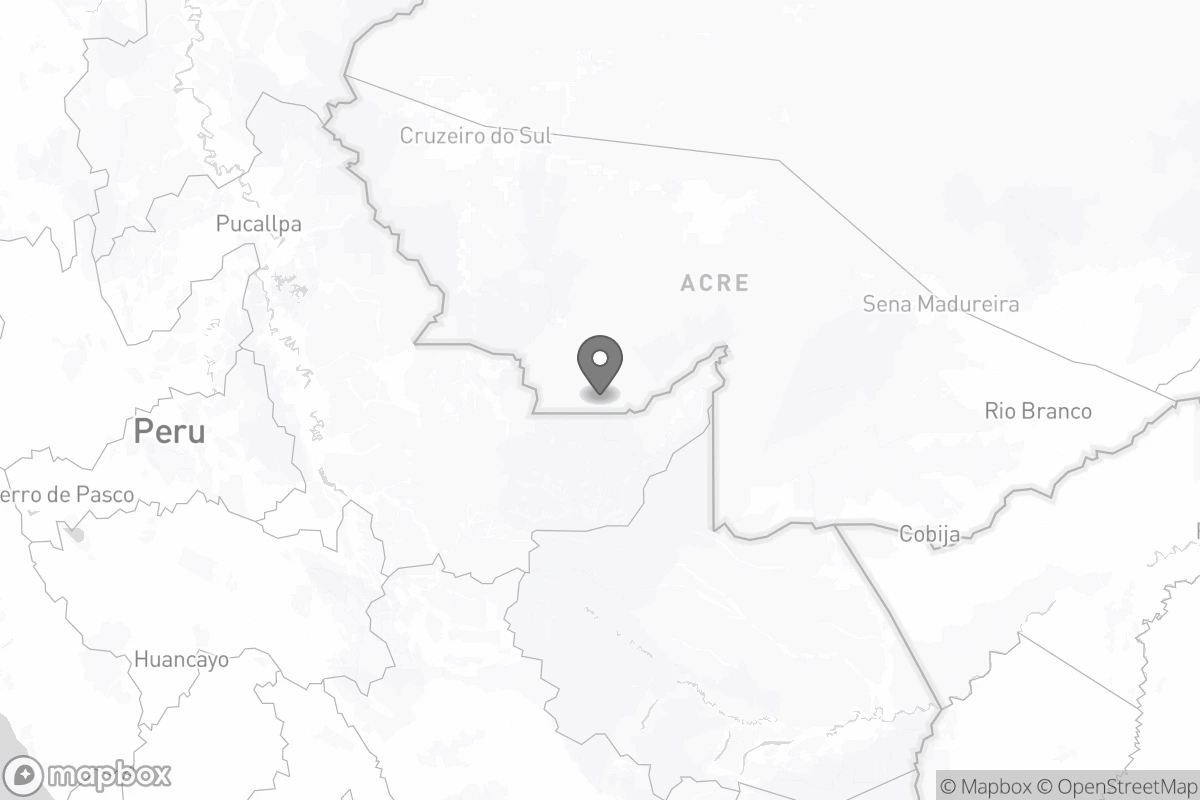 Cruzeiro do Sul
Pucallpa
ACRE
Sena Madureira
Rio Branco
Peru
erro de Pasco
Cobija
Huancayo
mapbox
© Mapbox © OpenStreetMap